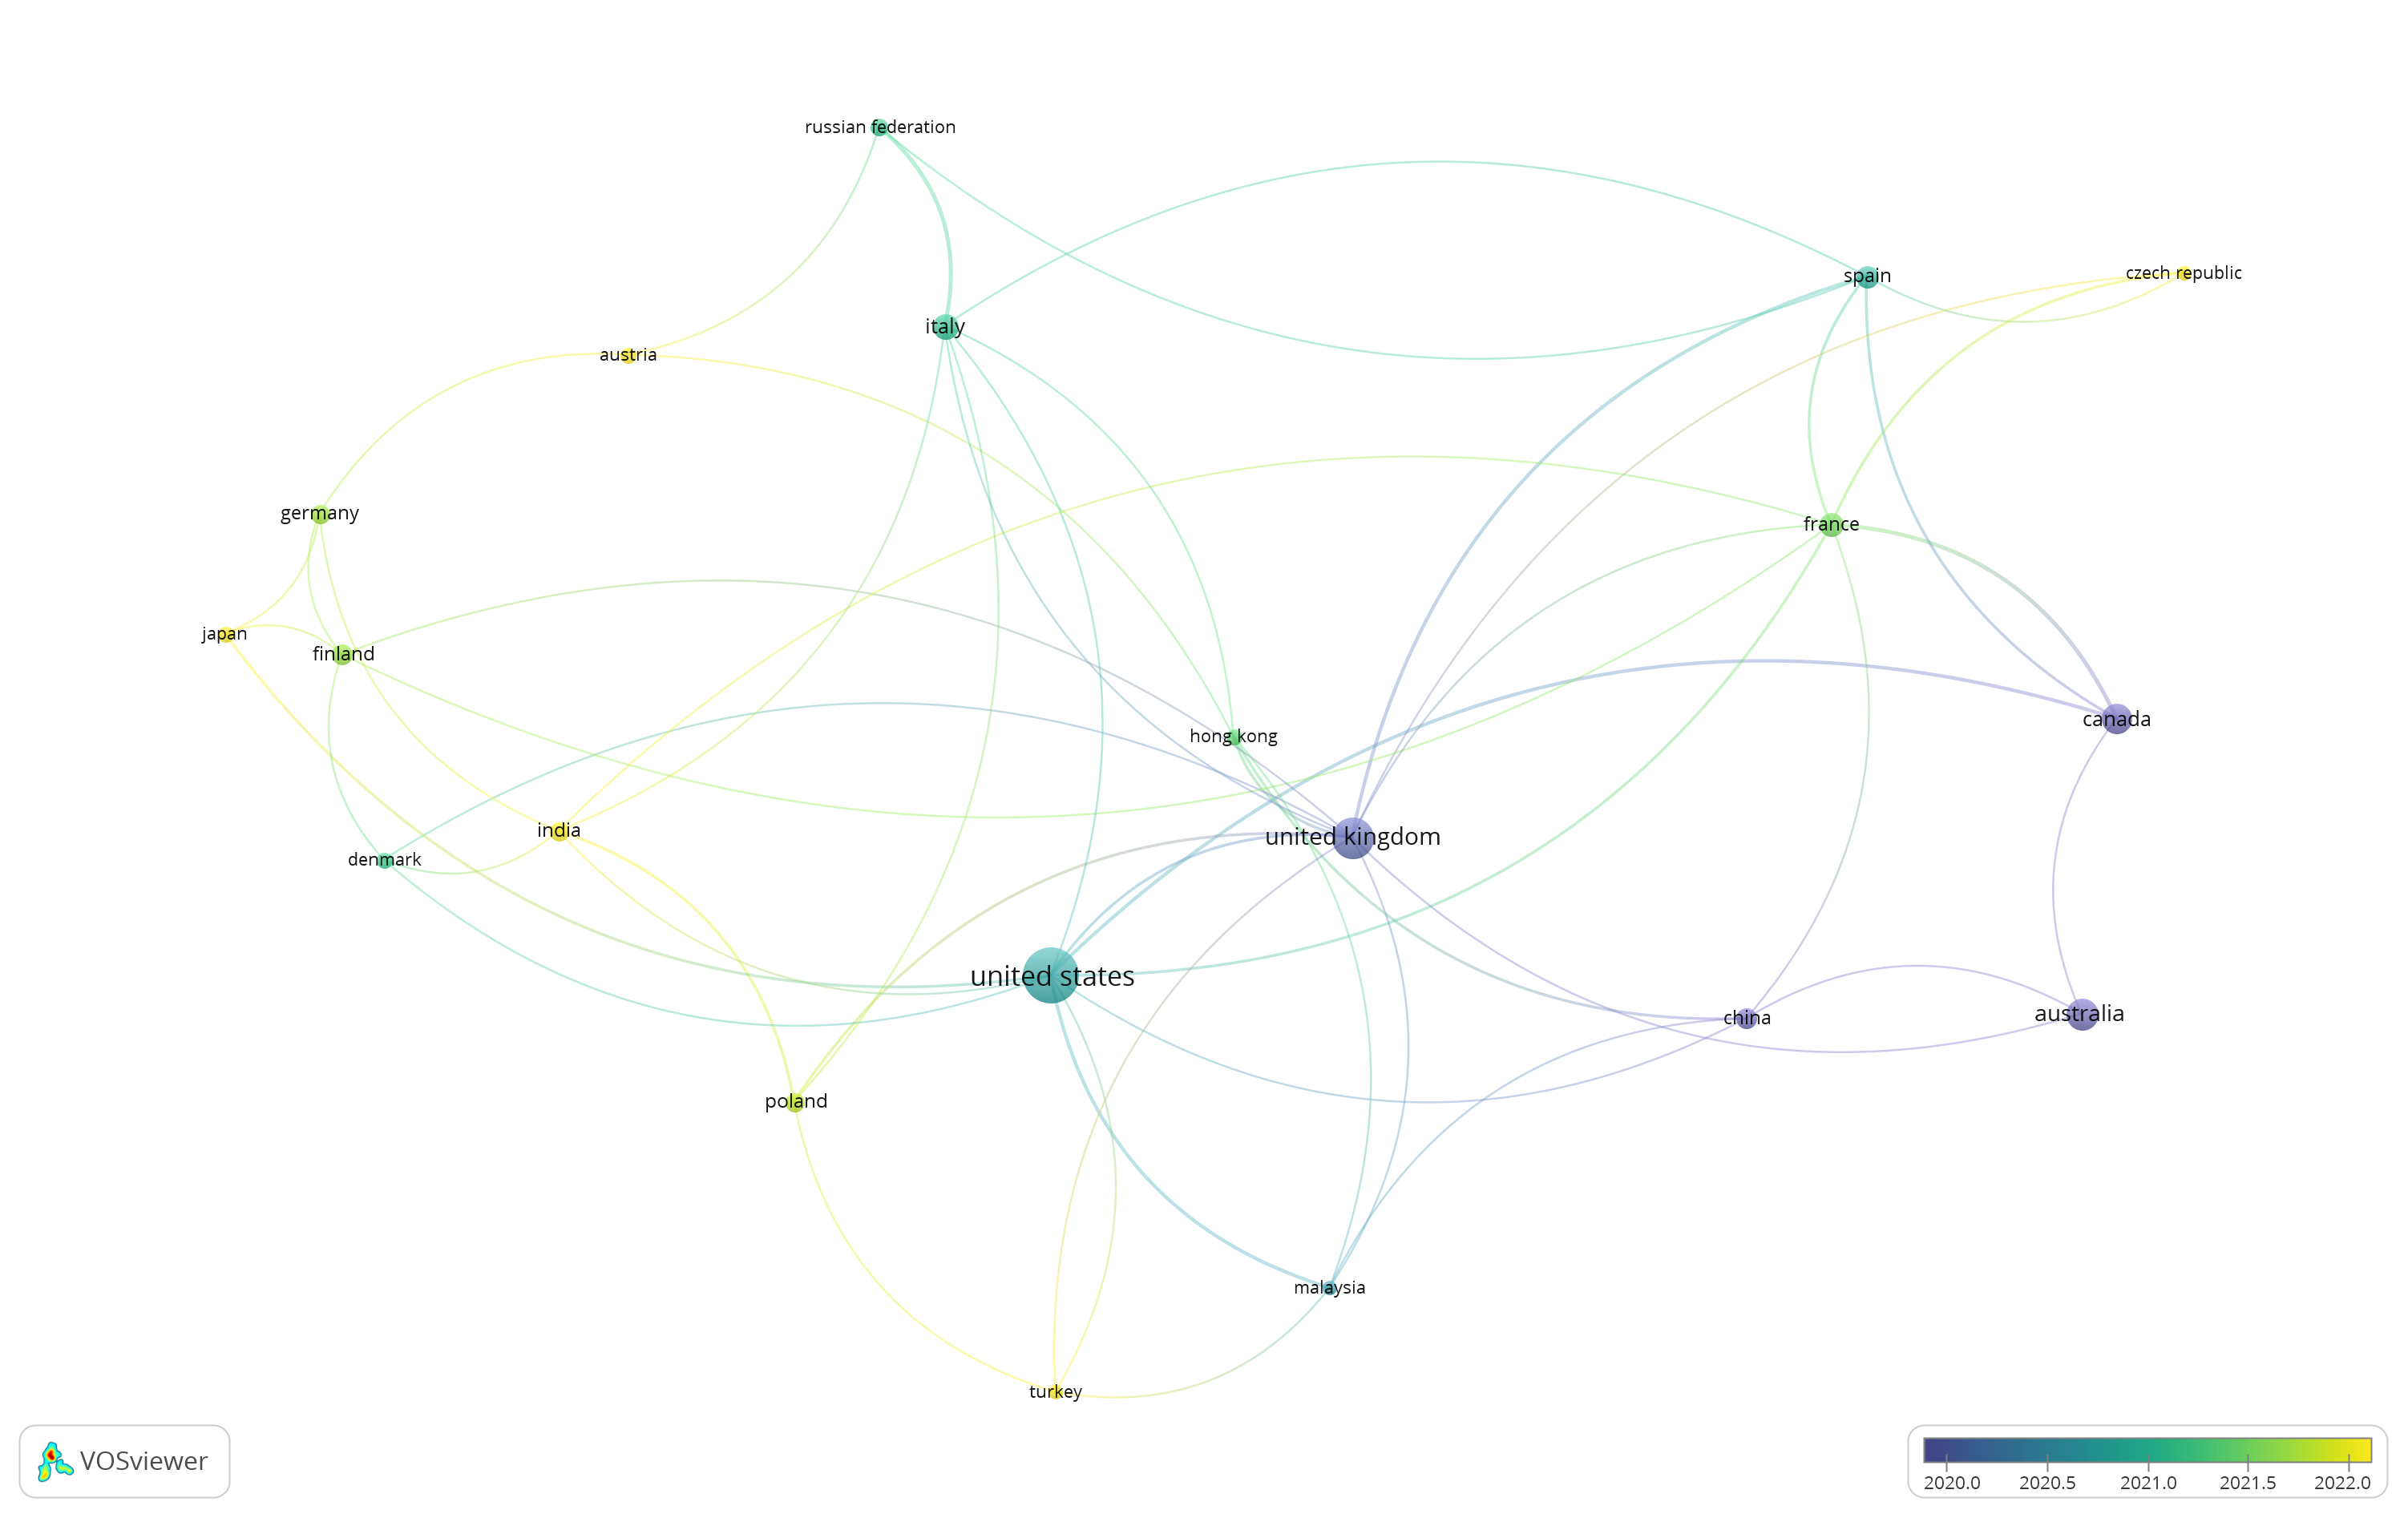 russian federation
spain
czech republic
italy
austria
germany
france
japan
finland
canada
hong kong
india
united kingdom
denmark
united states
china
australia
poland
malaysia
turkey
VOSviewer
2020.0 2020.5 2021.0 2021.5 2022.0